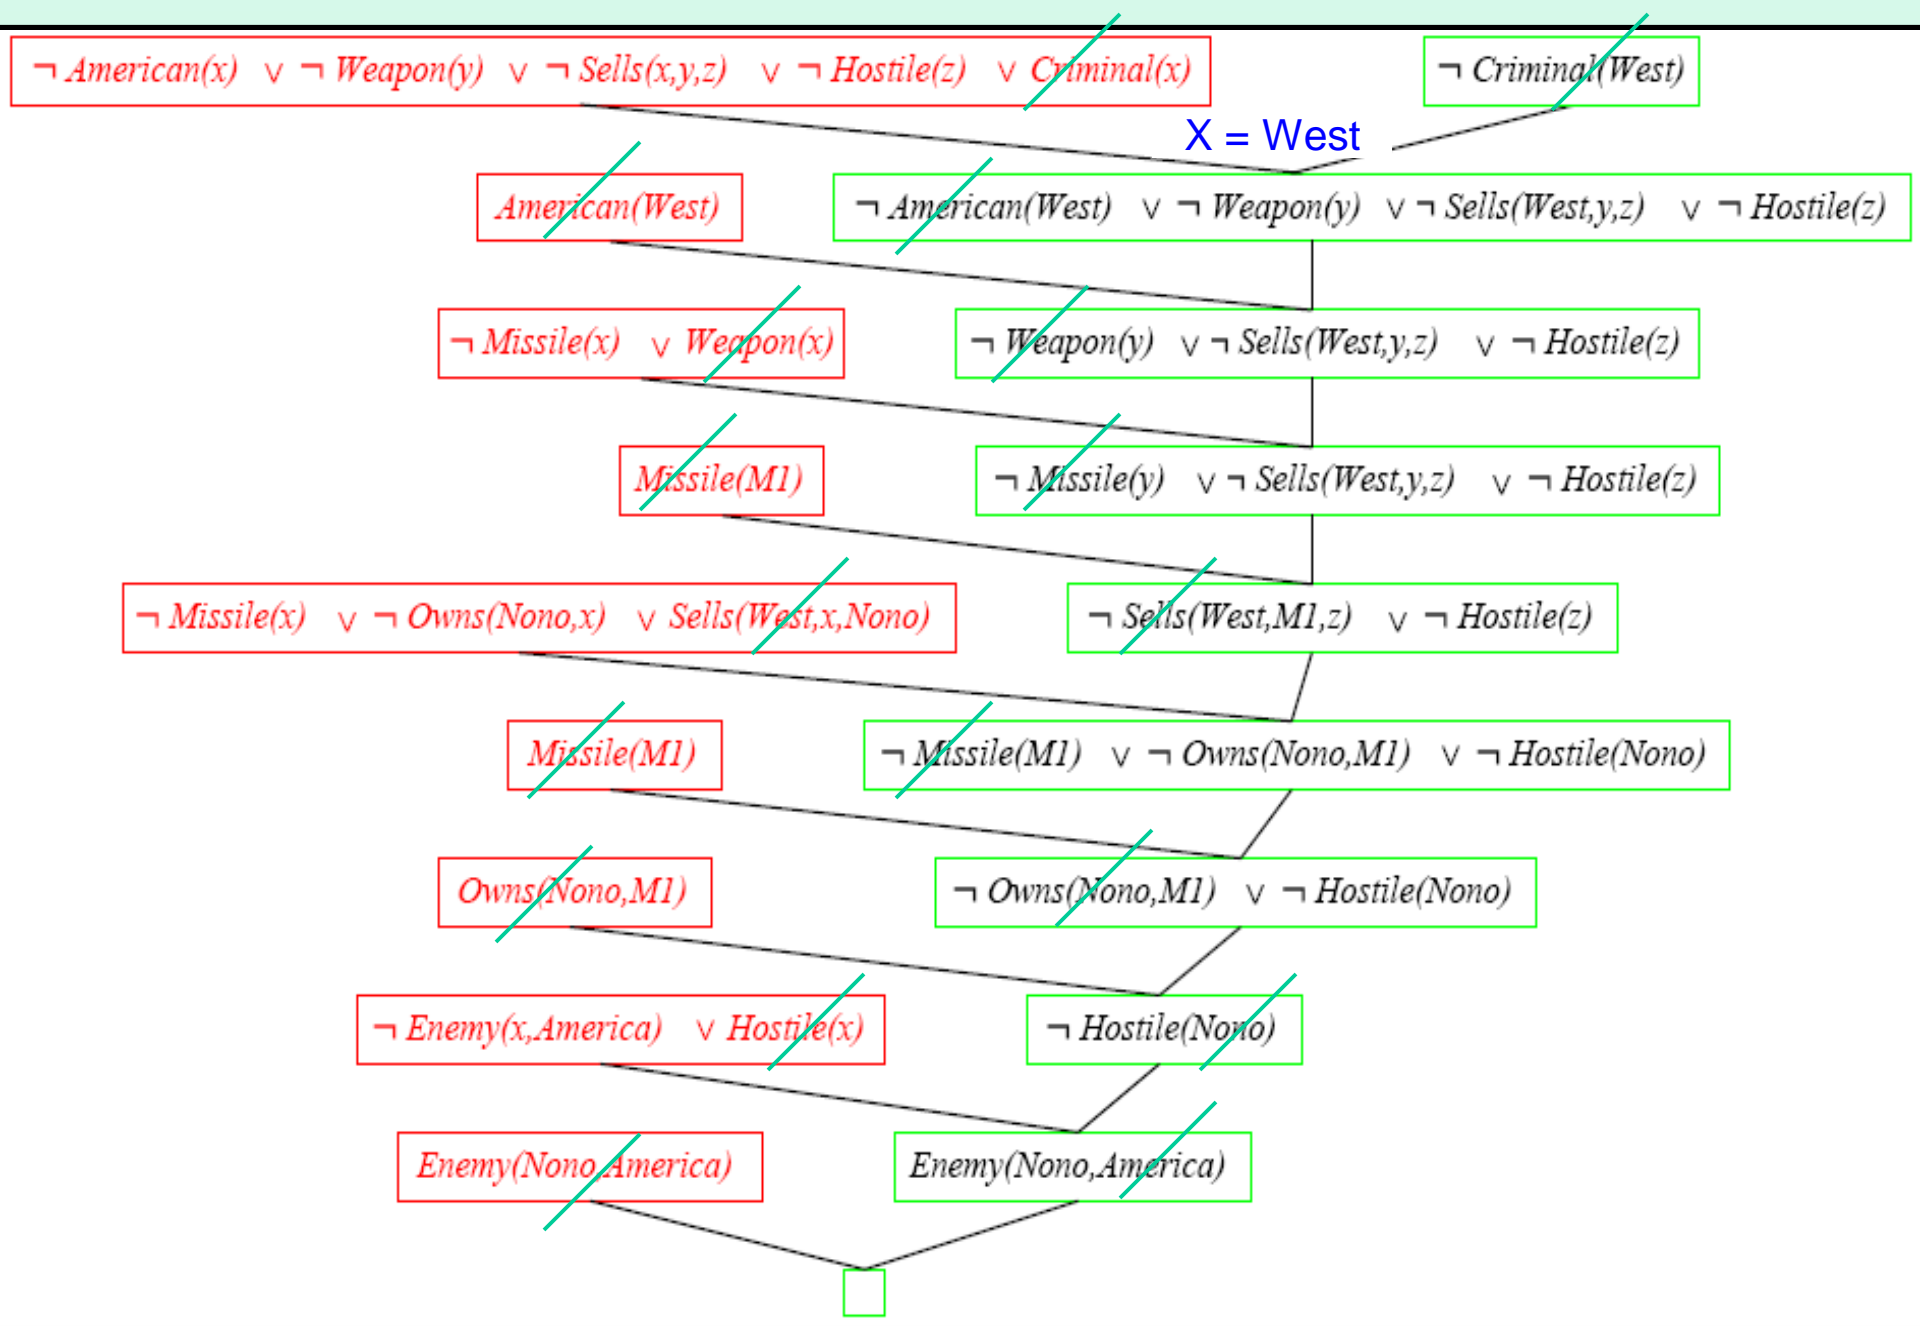 ¬ American(x) ∨ ¬ Weapon(y) ∨ ¬ Sells(x,y,z) ∨ ¬ Hostile(z) ∨ Criminal(x) ¬ Criminal(West)
X = West
American(West) ¬ American(West) ∨ ¬ Weapon(y) ∨ ¬ Sells(West,y,z) ∨ ¬ Hostile(z)
¬ Missile(x) ∨ Weapon(x) ¬ Weapon(y) ∨ ¬ Sells(West,y,z) ∨ ¬ Hostile(z)
Missile(M1) ¬ Missile(y) ∨ ¬ Sells(West,y,z) ∨ ¬ Hostile(z)
¬ Missile(x) ∨ ¬ Owns(Nono,x) ∨ Sells(West,x,Nono) ¬ Sells(West,M1,z) ∨ ¬ Hostile(z)
Missile(M1) ¬ Missile(M1) ∨ ¬ Owns(Nono,M1) ∨ ¬ Hostile(Nono)
Owns(Nono,M1) ¬ Owns(Nono,M1) ∨ ¬ Hostile(Nono)
¬ Enemy(x,America) ∨ Hostile(x) ¬ Hostile(Nono)
Enemy(Nono,America) Enemy(Nono,America)